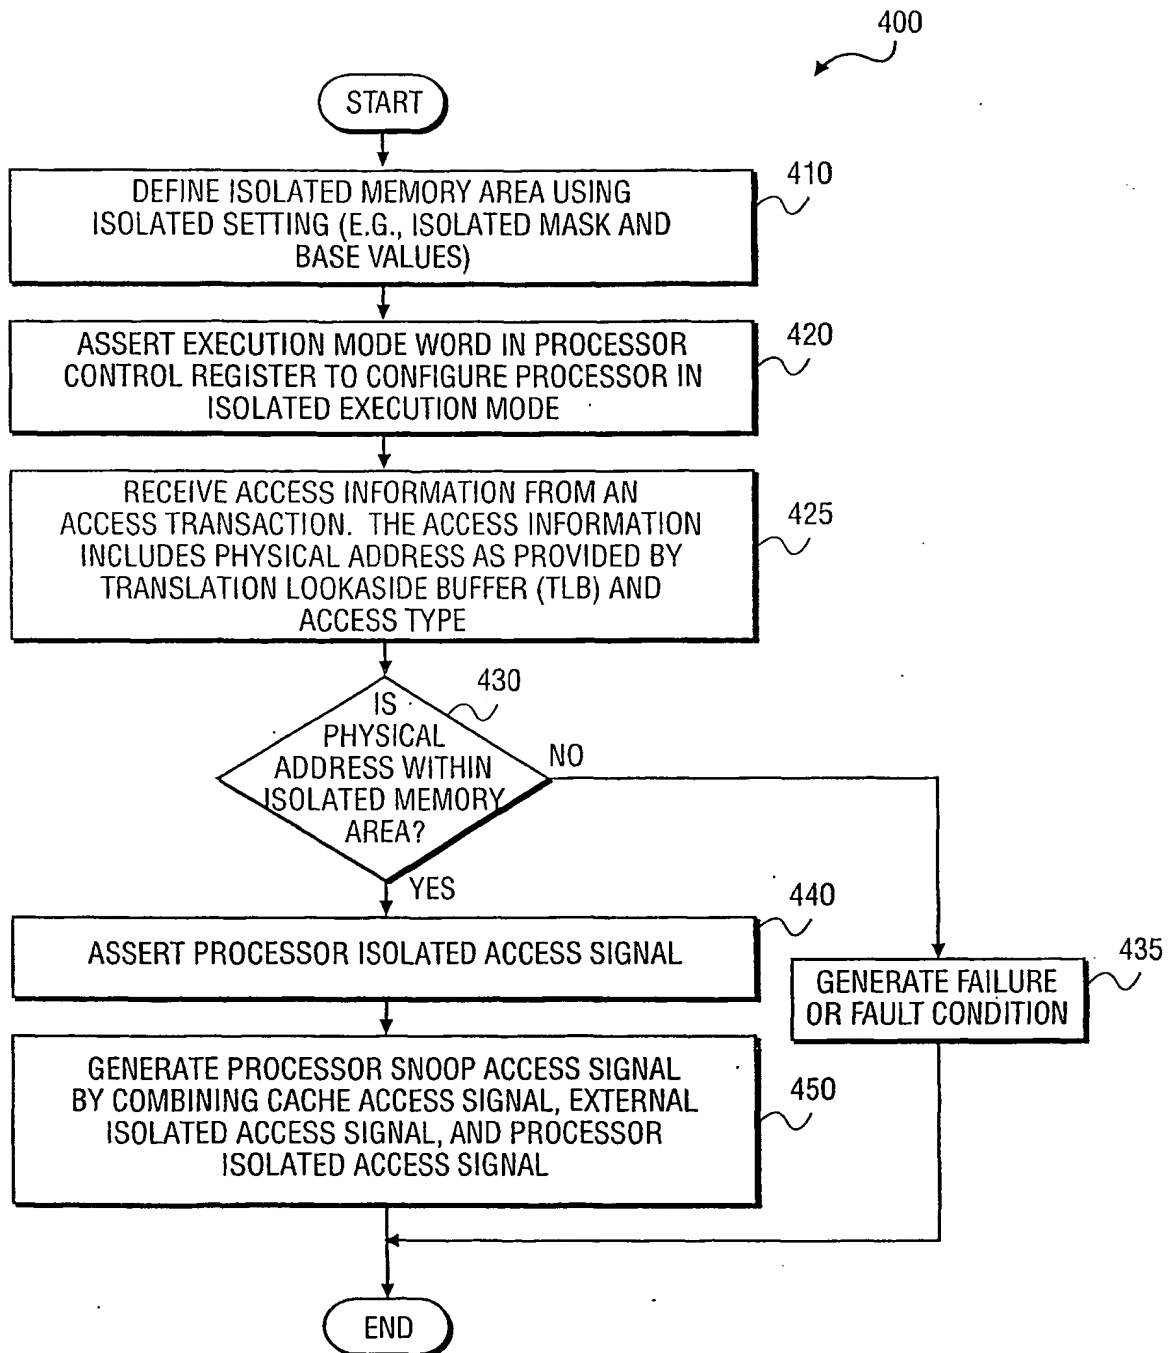 400
START
410
DEFINE ISOLATED MEMORY AREA USING
ISOLATED SETTING (E.G., ISOLATED MASK AND
BASE VALUES)
420
ASSERT EXECUTION MODE WORD IN PROCESSOR
CONTROL REGISTER TO CONFIGURE PROCESSOR IN
ISOLATED EXECUTION MODE
425
RECEIVE ACCESS INFORMATION FROM AN
ACCESS TRANSACTION. THE ACCESS INFORMATION
INCLUDES PHYSICAL ADDRESS AS PROVIDED BY
TRANSLATION LOOKASIDE BUFFER (TLB) AND
ACCESS TYPE
430
IS
PHYSICAL
ADDRESS WITHIN
ISOLATED MEMORY
AREA?
NO
YES
440
ASSERT PROCESSOR ISOLATED ACCESS SIGNAL
435
GENERATE FAILURE
OR FAULT CONDITION
450
GENERATE PROCESSOR SNOOP ACCESS SIGNAL
BY COMBINING CACHE ACCESS SIGNAL, EXTERNAL
ISOLATED ACCESS SIGNAL, AND PROCESSOR
ISOLATED ACCESS SIGNAL
END